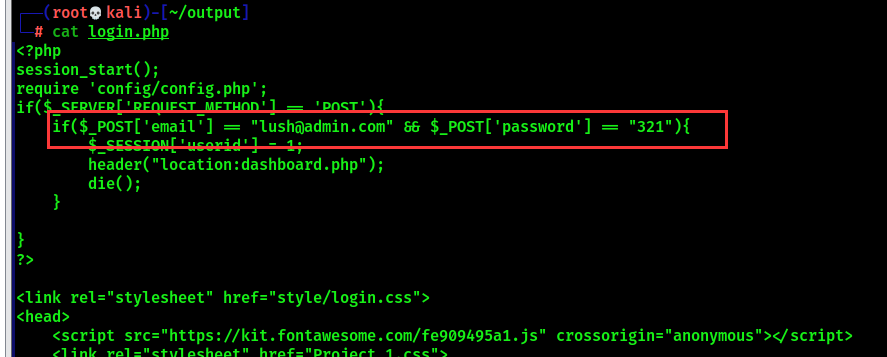 (root💀kali)-[~/output]
# cat login.php
<?php
session_start();
require 'config/config.php';
if($_SERVER['REQUEST_METHOD'] == 'POST'){
    if($_POST['email'] == "lush@admin.com" && $_POST['password'] == "321"){
        $_SESSION['userid'] = 1;
        header("location:dashboard.php");
        die();
    }
}
?>
<link rel="stylesheet" href="style/login.css">
<head>
    <script src="https://kit.fontawesome.com/fe909495a1.js" crossorigin="anonymous"></script>
    <link rel="stylesheet" href="Project_1.css">